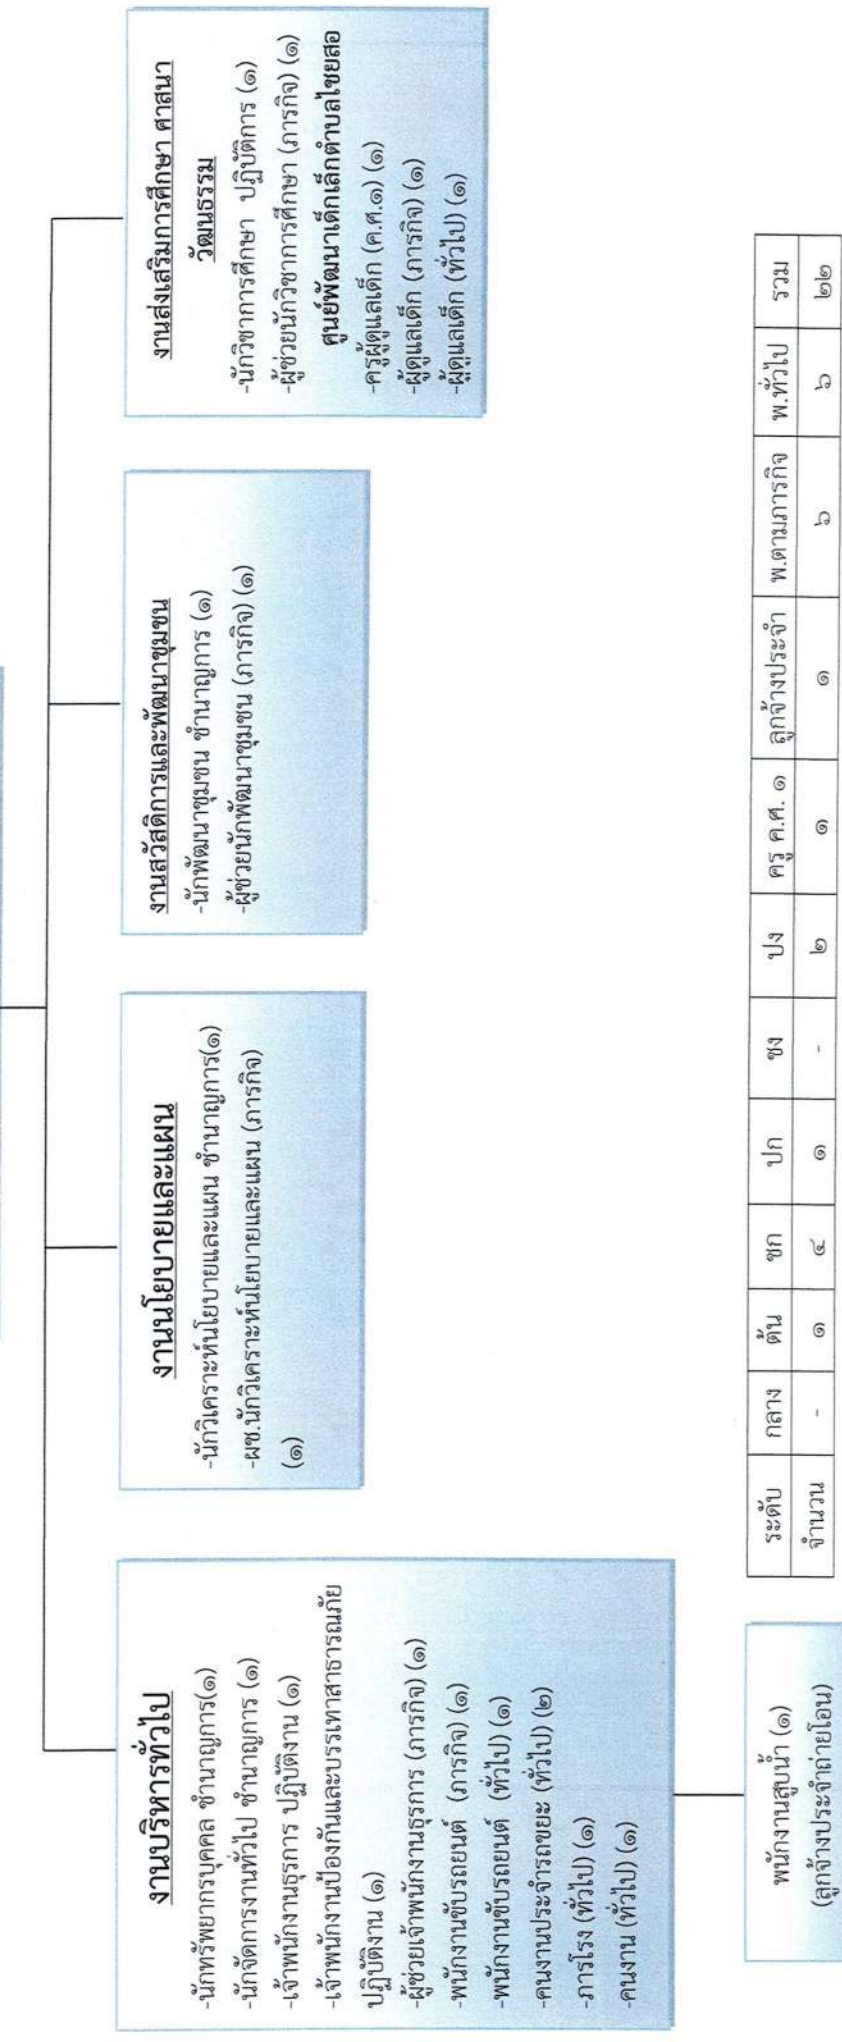 งานบริหารทั่วไป
-นักทรัพยากรบุคคล ชำนาญการ(๑)
-นักจัดการงานทั่วไป ชำนาญการ (๑)
-เจ้าพนักงานธุรการ ปฏิบัติงาน (๑)
-เจ้าพนักงานป้องกันและบรรเทาสาธารณภัย
ปฏิบัติงาน (๑)
-ผู้ช่วยเจ้าพนักงานธุรการ (ภารกิจ) (๑)
-พนักงานขับรถยนต์ (ภารกิจ) (๑)
-พนักงานขับรถยนต์ (ทั่วไป) (๑)
-คนงานประจำรถขยะ (ทั่วไป) (๒)
-ภารโรง (ทั่วไป) (๑)
-คนงาน (ทั่วไป) (๑)
พนักงานสูบน้ำ (๑)
(ลูกจ้างประจำถ่ายโอน)
งานนโยบายและแผน
-นักวิเคราะห์นโยบายและแผน ชำนาญการ(๑)
-ผช.นักวิเคราะห์นโยบายและแผน (ภารกิจ)
(๑)
งานสวัสดิการและพัฒนาชุมชน
-นักพัฒนาชุมชน ชำนาญการ (๑)
-ผู้ช่วยนักพัฒนาชุมชน (ภารกิจ) (๑)
งานส่งเสริมการศึกษา ศาสนา
วัฒนธรรม
-นักวิชาการศึกษา ปฏิบัติการ (๑)
-ผู้ช่วยนักวิชาการศึกษา (ภารกิจ) (๑)
ศูนย์พัฒนาเด็กเล็กตำบลไชยสอ
-ครูผู้ดูแลเด็ก (ค.ศ.๑) (๑)
-ผู้ดูแลเด็ก (ภารกิจ) (๑)
-ผู้ดูแลเด็ก (ทั่วไป) (๑)
ระดับ กลาง ต้น ชก ปก ชง ปง ครู ค.ศ. ๑ ลูกจ้างประจำ พ.ตามภารกิจ พ.ทั่วไป รวม
จำนวน - ๑ ๔ ๑ - ๒ ๑ ๑ ๖ ๖ ๒๒